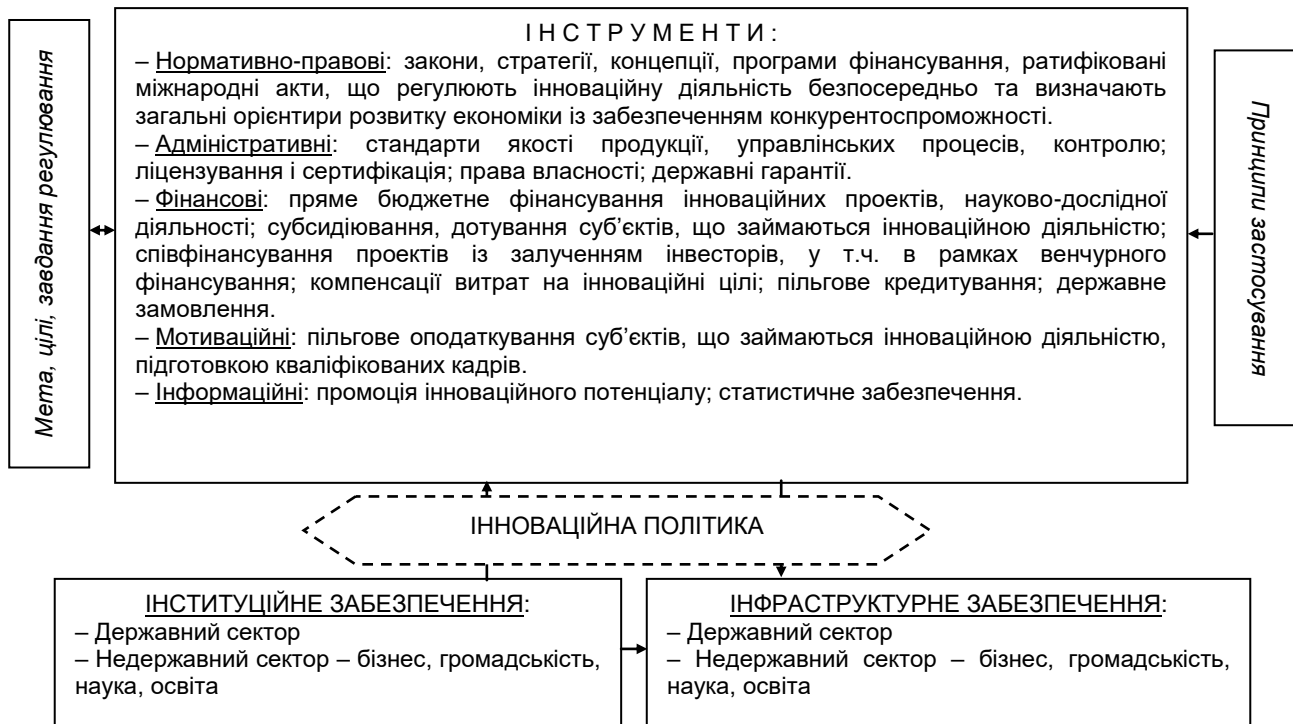 Мета, цілі, завдання регулювання
І Н С Т Р У М Е Н Т И :
– Нормативно-правові: закони, стратегії, концепції, програми фінансування, ратифіковані
міжнародні акти, що регулюють інноваційну діяльність безпосередньо та визначають
загальні орієнтири розвитку економіки із забезпеченням конкурентоспроможності.
– Адміністративні: стандарти якості продукції, управлінських процесів, контролю;
ліцензування і сертифікація; права власності; державні гарантії.
– Фінансові: пряме бюджетне фінансування інноваційних проектів, науково-дослідної
діяльності; субсидіювання, дотування суб’єктів, що займаються інноваційною діяльністю;
співфінансування проектів із залученням інвесторів, у т.ч. в рамках венчурного
фінансування; компенсації витрат на інноваційні цілі; пільгове кредитування; державне
замовлення.
– Мотиваційні: пільгове оподаткування суб’єктів, що займаються інноваційною діяльністю,
підготовкою кваліфікованих кадрів.
– Інформаційні: промоція інноваційного потенціалу; статистичне забезпечення.
Принципи застосування
ІННОВАЦІЙНА ПОЛІТИКА
ІНСТИТУЦІЙНЕ ЗАБЕЗПЕЧЕННЯ:
– Державний сектор
– Недержавний сектор – бізнес, громадськість,
наука, освіта
ІНФРАСТРУКТУРНЕ ЗАБЕЗПЕЧЕННЯ:
– Державний сектор
– Недержавний сектор – бізнес, громадськість,
наука, освіта